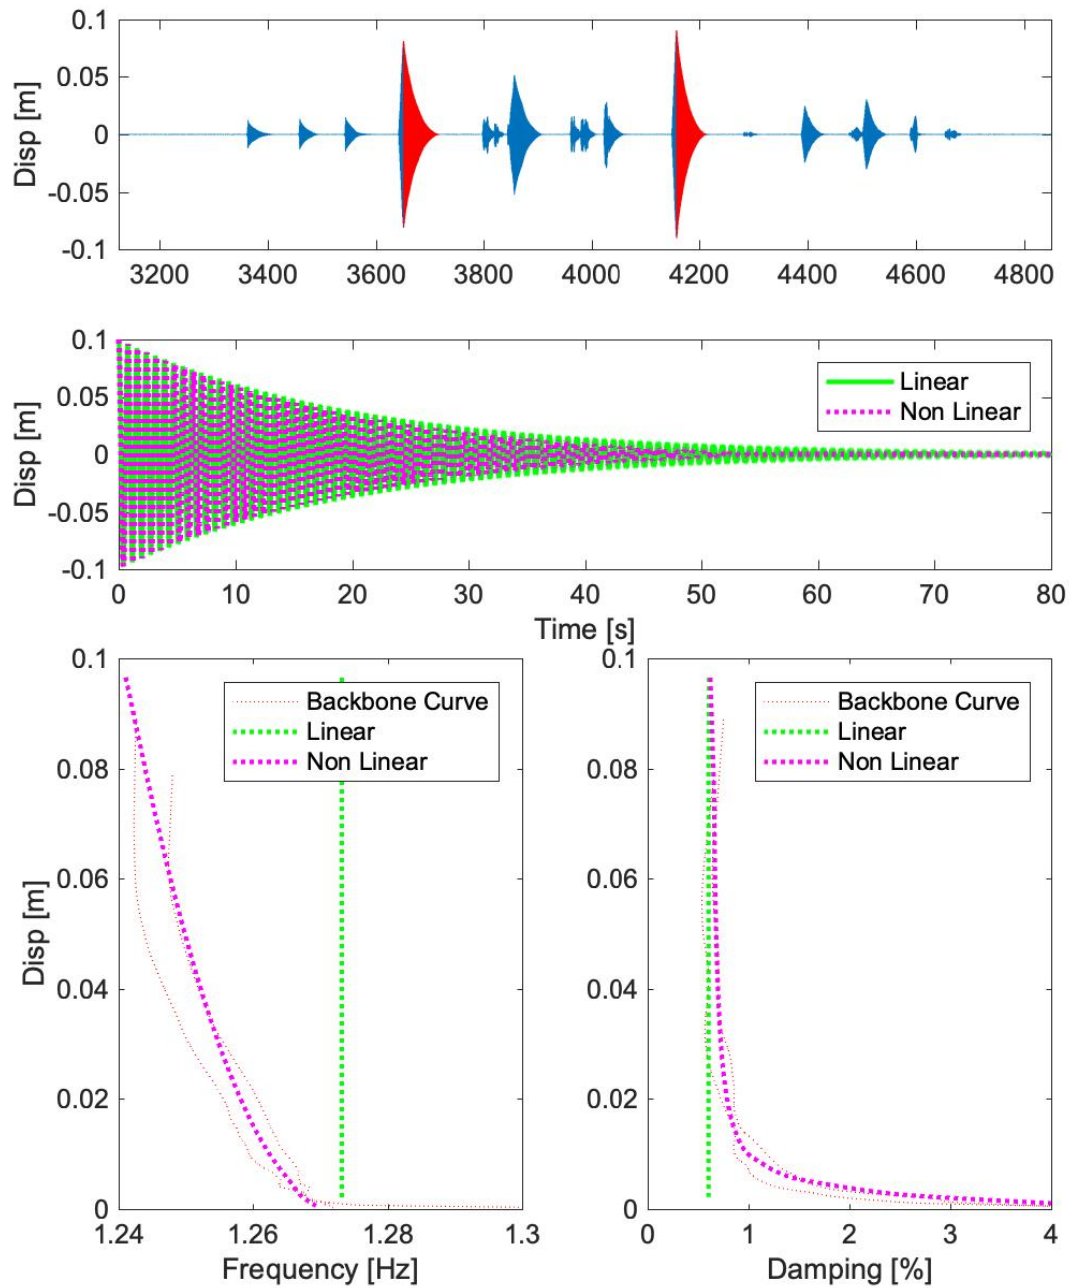 0.1
0.05
0
-0.05
-0.1
Disp [m]
3200 3400 3600 3800 4000 4200 4400 4600 4800
0.1
0.05
0
-0.05
-0.1
Disp [m]
Linear
Non Linear
0 10 20 30 40 50 60 70 80
Time [s]
0.1
0.08
0.06
0.04
0.02
0
Disp [m]
Backbone Curve
Linear
Non Linear
1.24 1.26 1.28 1.3
Frequency [Hz]
0.1
0.08
0.06
0.04
0.02
0
Backbone Curve
Linear
Non Linear
0 1 2 3 4
Damping [%]